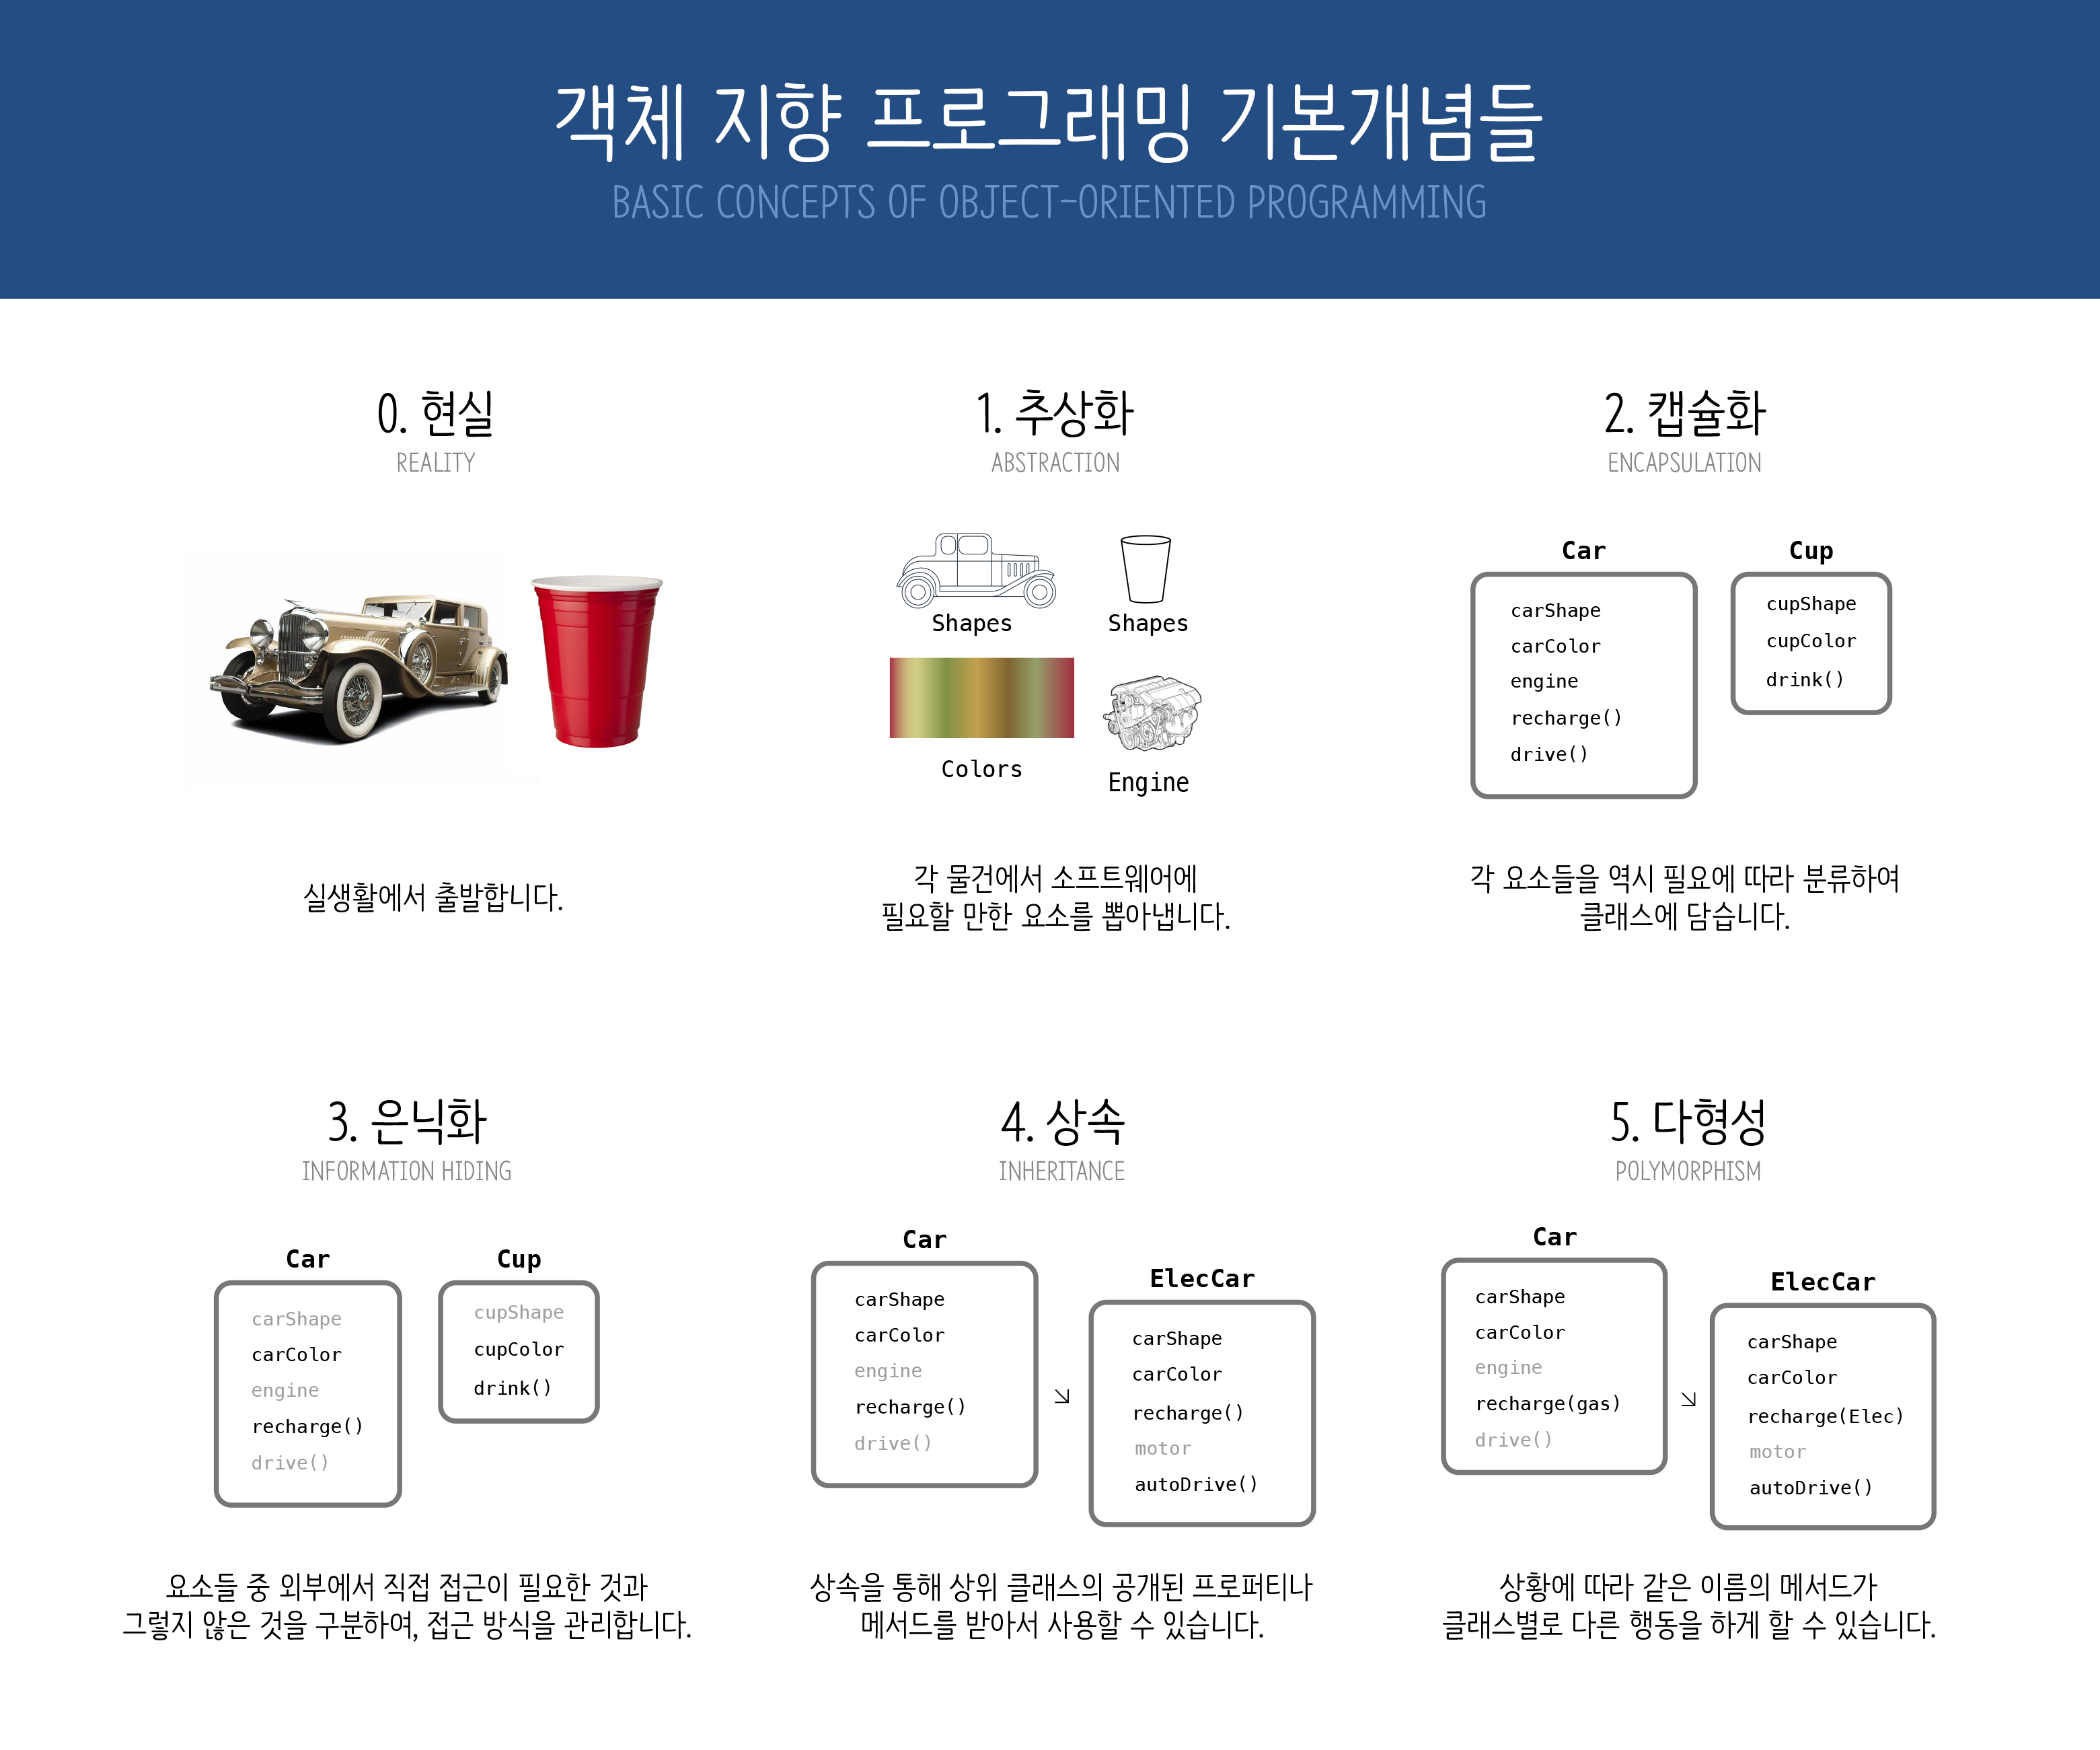 객체 지향 프로그래밍 기본개념들
BASIC CONCEPTS OF OBJECT-ORIENTED PROGRAMMING
0. 현실
REALITY
실생활에서 출발합니다.
1. 추상화
ABSTRACTION
Shapes
Shapes
Colors
Engine
각 물건에서 소프트웨어에
필요할 만한 요소를 뽑아냅니다.
2. 캡슐화
ENCAPSULATION
Car
carShape
carColor
engine
recharge()
drive()
Cup
cupShape
cupColor
drink()
각 요소들을 역시 필요에 따라 분류하여
클래스에 담습니다.
3. 은닉화
INFORMATION HIDING
Car
carShape
carColor
engine
recharge()
drive()
Cup
cupShape
cupColor
drink()
요소들 중 외부에서 직접 접근이 필요한 것과
그렇지 않은 것을 구분하여, 접근 방식을 관리합니다.
4. 상속
INHERITANCE
Car
carShape
carColor
engine
recharge()
drive()
ElecCar
carShape
carColor
recharge()
motor
autoDrive()
상속을 통해 상위 클래스의 공개된 프로퍼티나
메서드를 받아서 사용할 수 있습니다.
5. 다형성
POLYMORPHISM
Car
carShape
carColor
engine
recharge(gas)
drive()
ElecCar
carShape
carColor
recharge(Elec)
motor
autoDrive()
상황에 따라 같은 이름의 메서드가
클래스별로 다른 행동을 하게 할 수 있습니다.